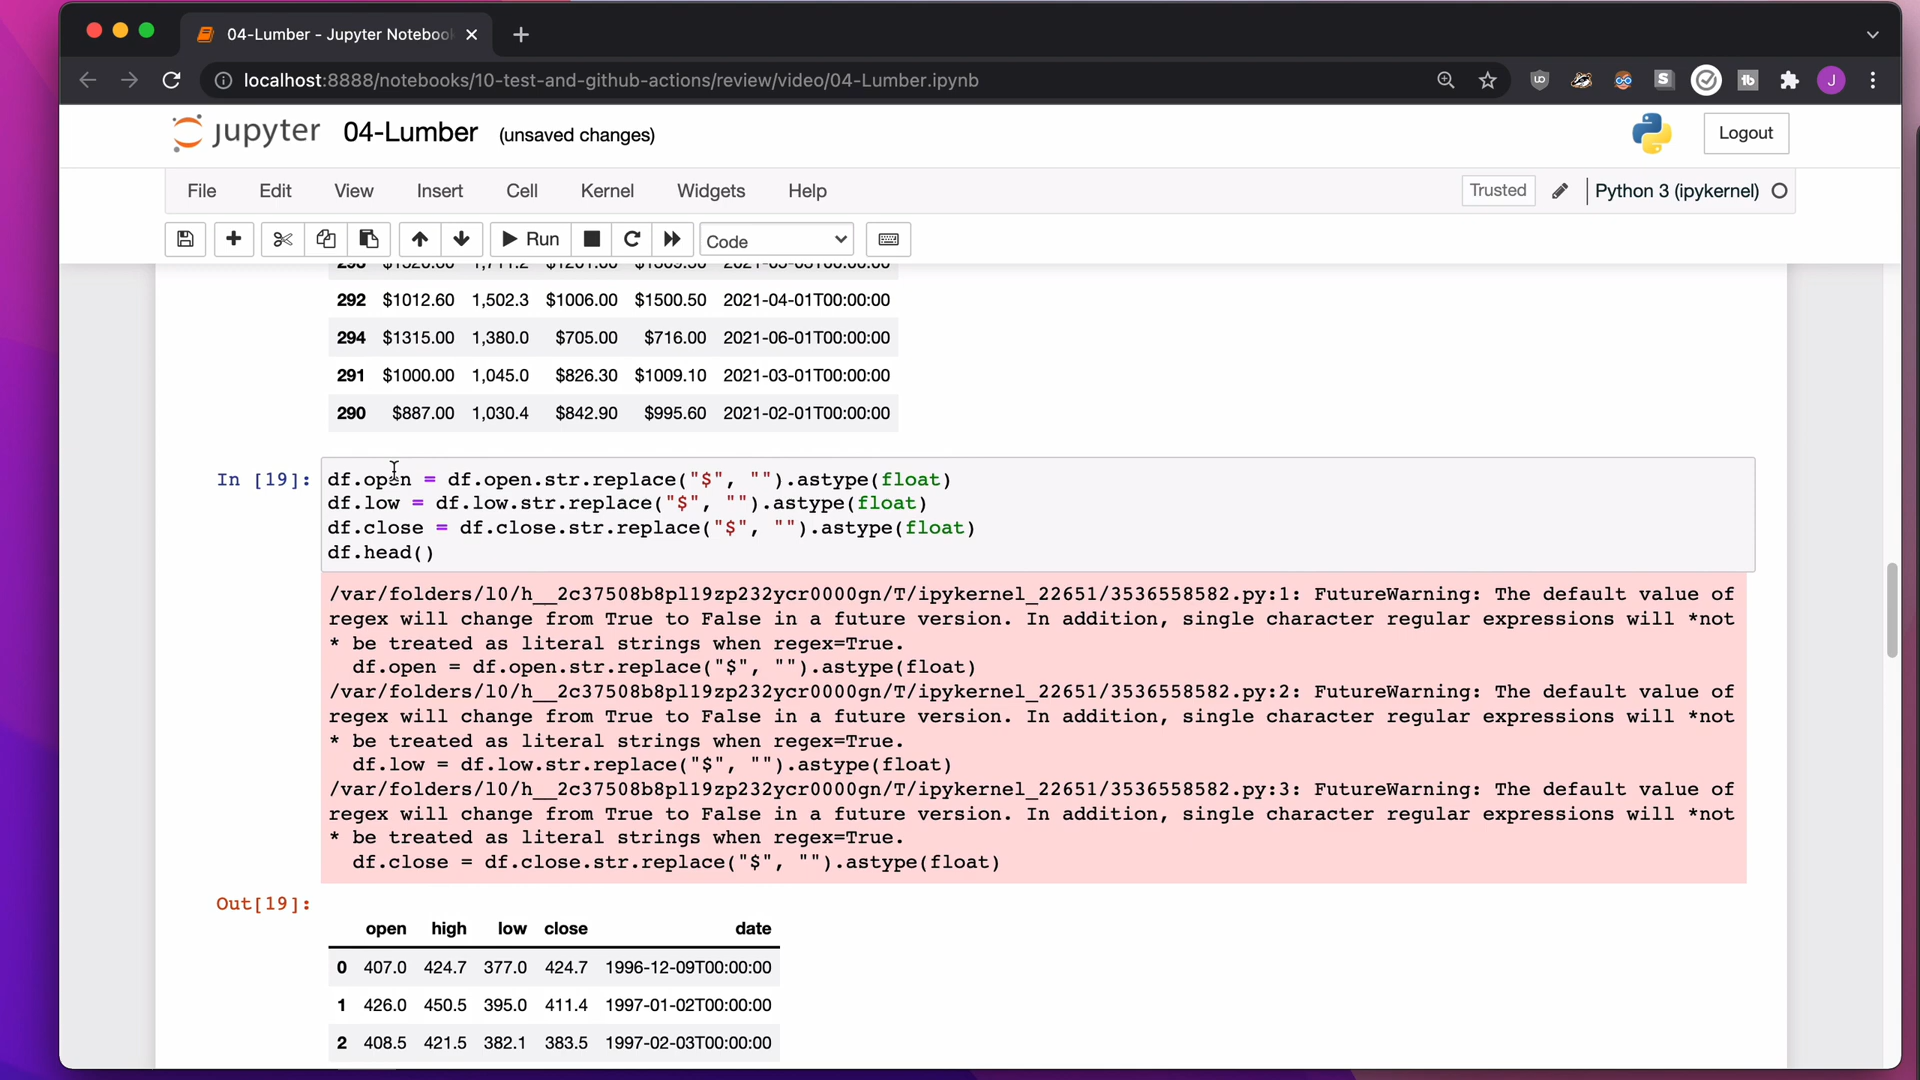 04-Lumber - Jupyter Noteboo
localhost:8888/notebooks/10-test-and-github-actions/review/video/04-Lumber.ipynb
J
jupyter 04-Lumber (unsaved changes)
Logout
File Edit View Insert Cell Kernel Widgets Help
Trusted Python 3 (ipykernel)
Run Code
292 $1012.60 1,502.3 $1006.00 $1500.50 2021-04-01T00:00:00
294 $1315.00 1,380.0 $705.00 $716.00 2021-06-01T00:00:00
291 $1000.00 1,045.0 $826.30 $1009.10 2021-03-01T00:00:00
290 $887.00 1,030.4 $842.90 $995.60 2021-02-01T00:00:00
In [19]: df.open = df.open.str.replace("$", "").astype(float)
df.low = df.low.str.replace("$", "").astype(float)
df.close = df.close.str.replace("$", "").astype(float)
df.head()
/var/folders/l0/h__2c37508b8pl19zp232ycr0000gn/T/ipykernel_22651/3536558582.py:1: FutureWarning: The default value of
regex will change from True to False in a future version. In addition, single character regular expressions will *not
* be treated as literal strings when regex=True.
df.open = df.open.str.replace("$", "").astype(float)
/var/folders/l0/h__2c37508b8pl19zp232ycr0000gn/T/ipykernel_22651/3536558582.py:2: FutureWarning: The default value of
regex will change from True to False in a future version. In addition, single character regular expressions will *not
* be treated as literal strings when regex=True.
df.low = df.low.str.replace("$", "").astype(float)
/var/folders/l0/h__2c37508b8pl19zp232ycr0000gn/T/ipykernel_22651/3536558582.py:3: FutureWarning: The default value of
regex will change from True to False in a future version. In addition, single character regular expressions will *not
* be treated as literal strings when regex=True.
df.close = df.close.str.replace("$", "").astype(float)
Out[19]:
open high low close date
0 407.0 424.7 377.0 424.7 1996-12-09T00:00:00
1 426.0 450.5 395.0 411.4 1997-01-02T00:00:00
2 408.5 421.5 382.1 383.5 1997-02-03T00:00:00